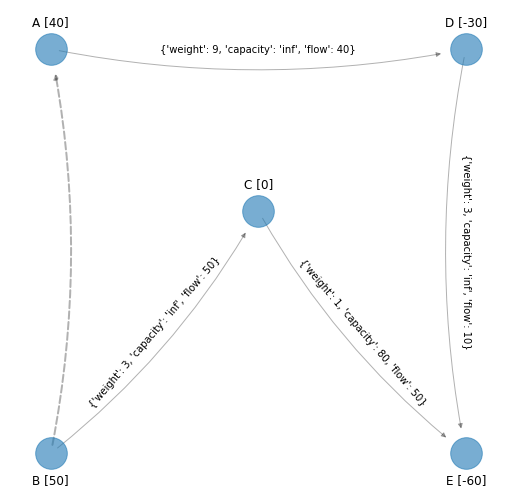 A [40]
D [-30]
{'weight': 9, 'capacity': 'inf', 'flow': 40}
C [0]
{'weight': 3, 'capacity': 'inf', 'flow': 50}
{'weight': 1, 'capacity': 80, 'flow': 50}
{'weight': 3, 'capacity': 'inf', 'flow': 10}
B [50]
E [-60]